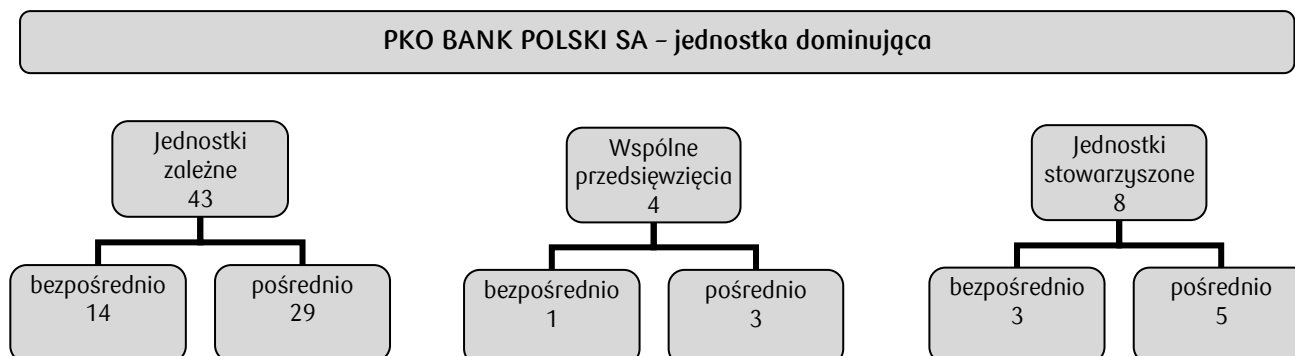 PKO BANK POLSKI SA – jednostka dominująca
Jednostki
zależne
43
bezpośrednio
14
pośrednio
29
Wspólne
przedsięwzięcia
4
bezpośrednio
1
pośrednio
3
Jednostki
stowarzyszone
8
bezpośrednio
3
pośrednio
5